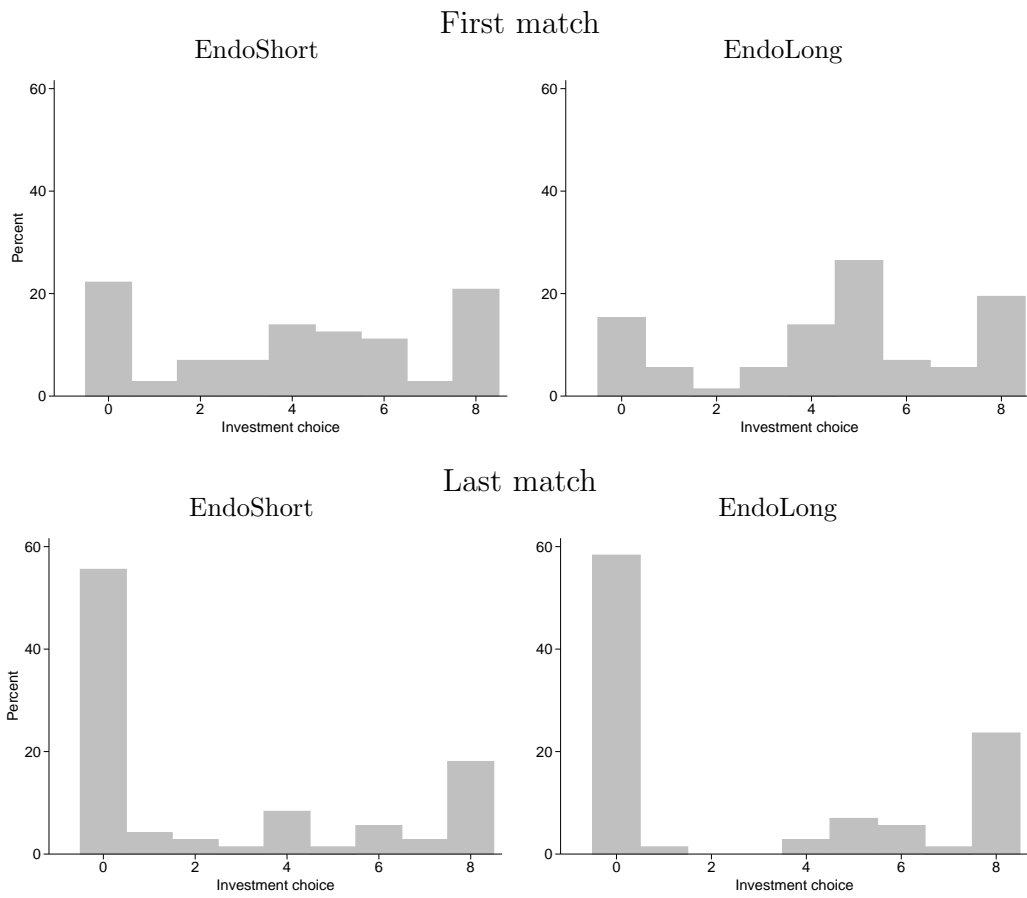 First match
EndoShort
EndoLong
60
40
20
0
Percent
0 2 4 6 8
Investment choice
60
40
20
0
0 2 4 6 8
Investment choice
Last match
EndoShort
EndoLong
60
40
20
0
Percent
0 2 4 6 8
Investment choice
60
40
20
0
0 2 4 6 8
Investment choice